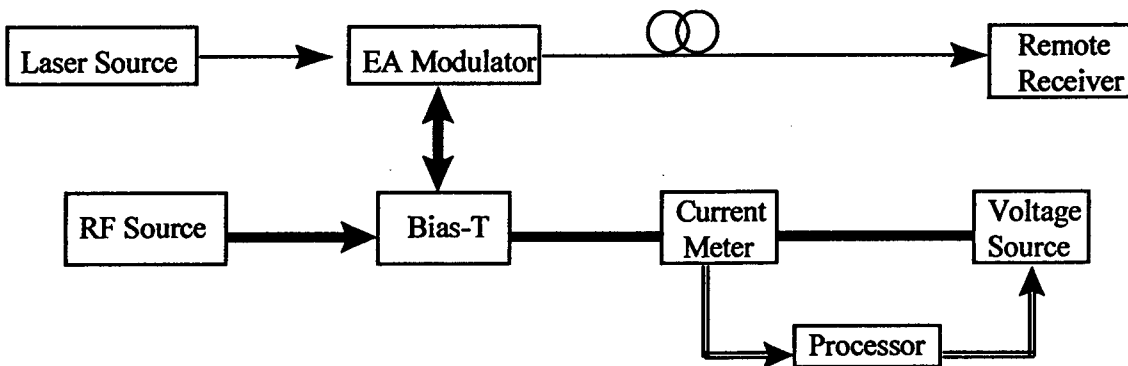 Laser Source
EA Modulator
Remote
Receiver
RF Source
Bias-T
Current
Meter
Voltage
Source
Processor